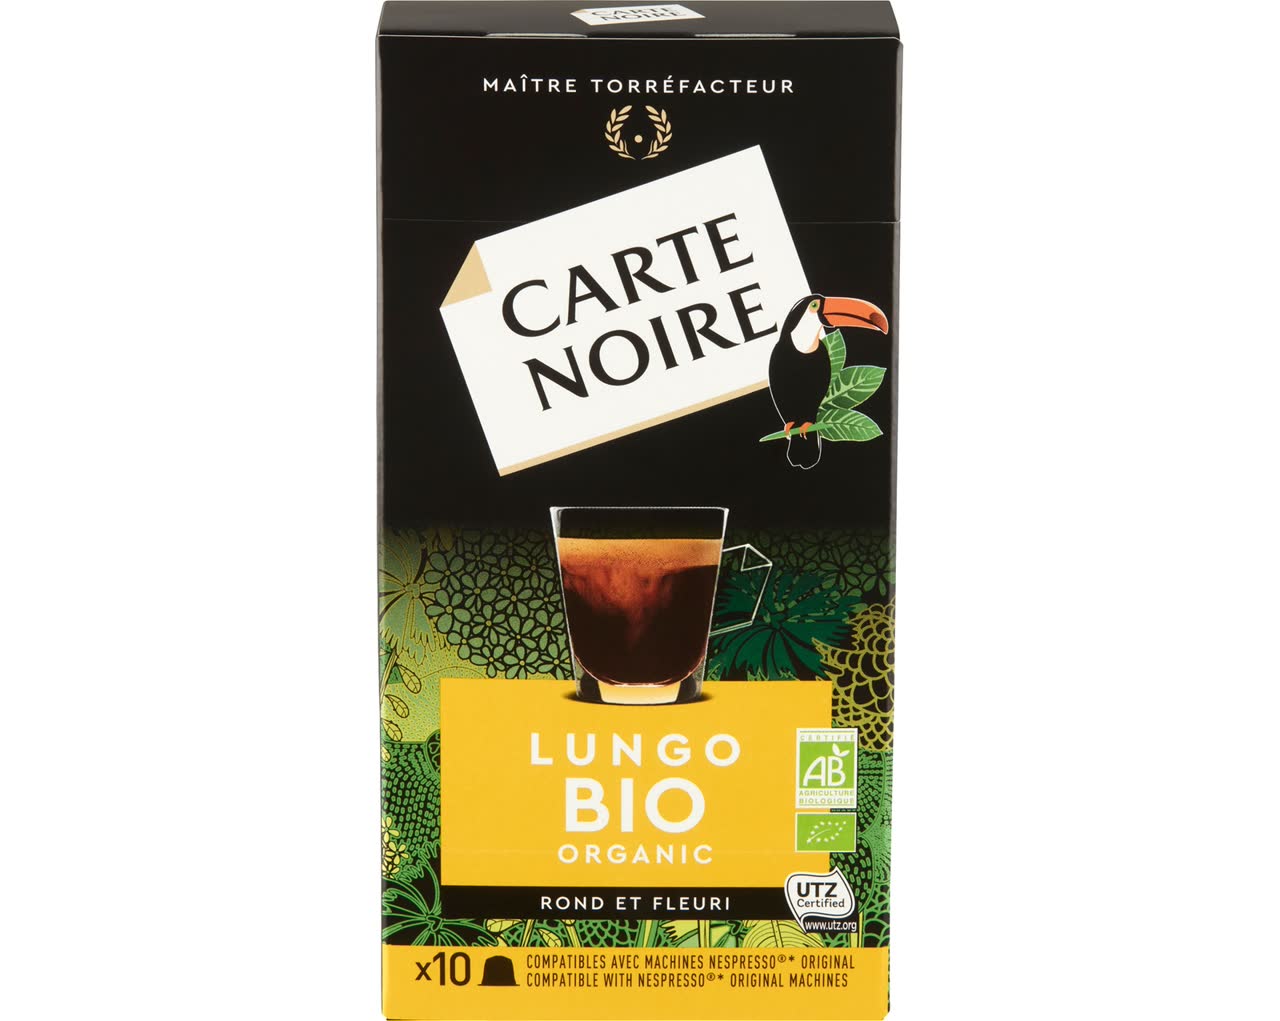 CARTE
NOIRE
MAÎTRE TORRÉFACTEUR
CARTE
NOIRE
LUNGO
BIO
ORGANIC
ROND ET FLEURI
CERTIFIÉ
AB
AGRICULTURE
BIOLOGIQUE
UTZ
Certified
www.utz.org
x10
COMPATIBLES AVEC MACHINES NESPRESSO®* ORIGINAL
COMPATIBLE WITH NESPRESSO®* ORIGINAL MACHINES